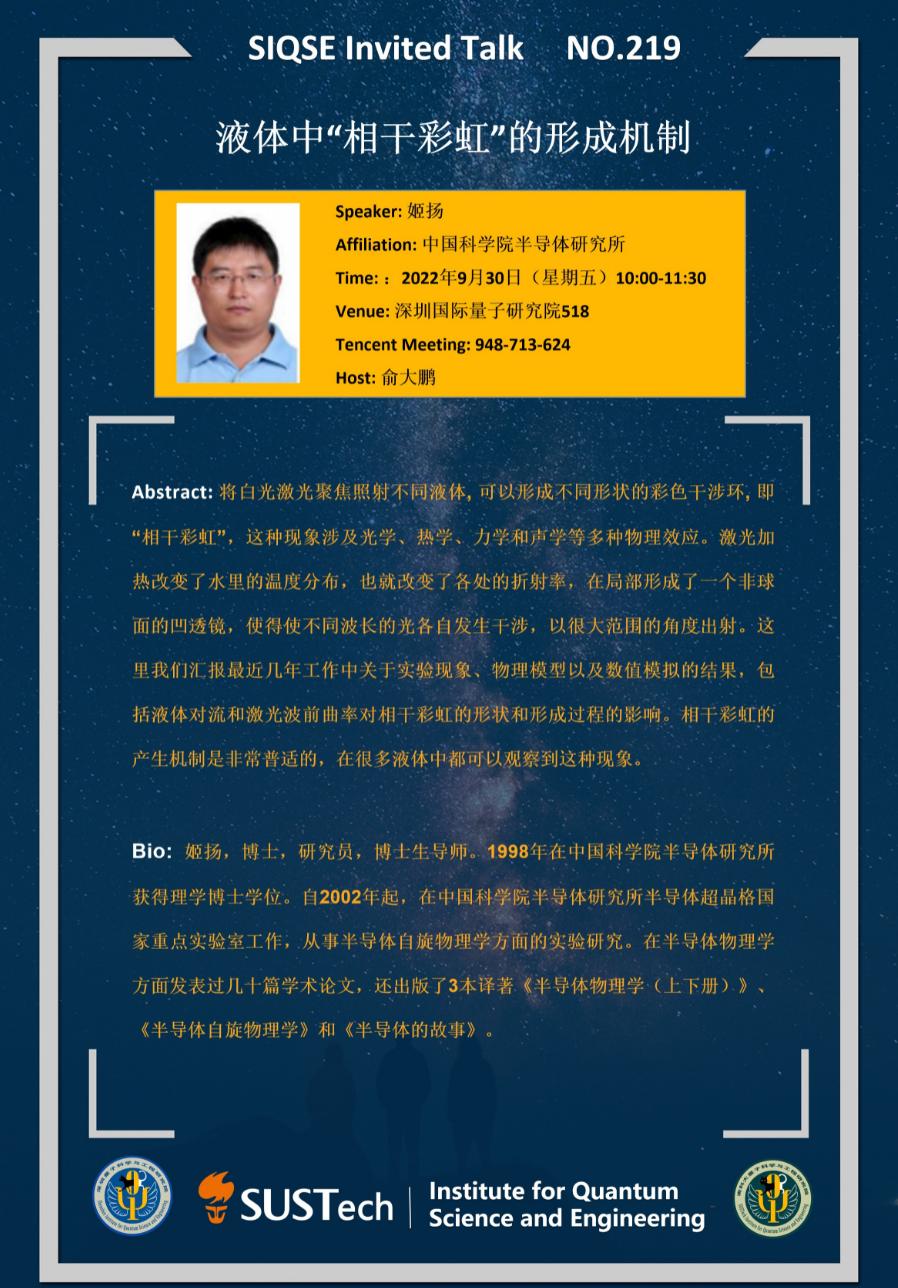 SIQSE Invited Talk NO.219
液体中“相干彩虹”的形成机制
Speaker: 姬扬
Affiliation: 中国科学院半导体研究所
Time: : 2022年9月30日（星期五）10:00-11:30
Venue: 深圳国际量子研究院518
Tencent Meeting: 948-713-624
Host: 俞大鹏
Abstract: 将白光激光聚焦照射不同液体, 可以形成不同形状的彩色干涉环, 即
“相干彩虹”，这种现象涉及光学、热学、力学和声学等多种物理效应。激光加
热改变了水里的温度分布，也就改变了各处的折射率，在局部形成了一个非球
面的凹透镜，使得使不同波长的光各自发生干涉，以很大范围的角度出射。这
里我们汇报最近几年工作中关于实验现象、物理模型以及数值模拟的结果，包
括液体对流和激光波前曲率对相干彩虹的形状和形成过程的影响。相干彩虹的
产生机制是非常普适的，在很多液体中都可以观察到这种现象。
Bio: 姬扬，博士，研究员，博士生导师。1998年在中国科学院半导体研究所
获得理学博士学位。自2002年起，在中国科学院半导体研究所半导体超晶格国
家重点实验室工作，从事半导体自旋物理学方面的实验研究。在半导体物理学
方面发表过几十篇学术论文，还出版了3本译著《半导体物理学（上下册）》、
《半导体自旋物理学》和《半导体的故事》。
SUSTech
Institute for Quantum
Science and Engineering